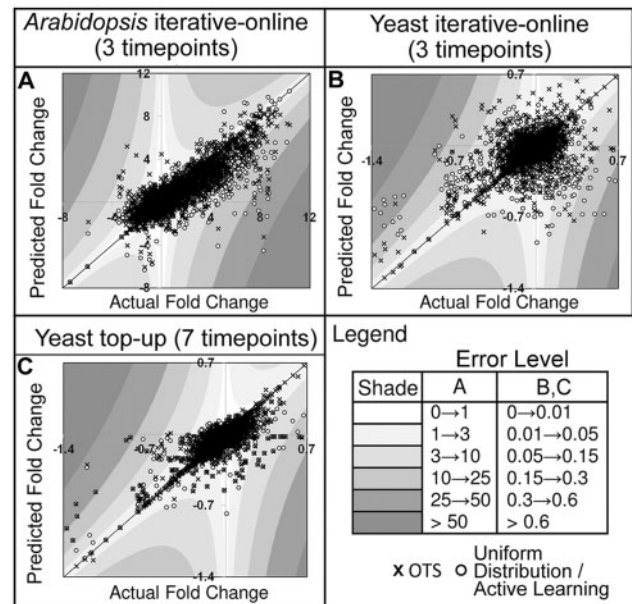 Arabidopsis iterative-online
(3 timepoints)
Yeast iterative-online
(3 timepoints)
A
12
8
4
-8
-4
4
8
12
-4
-8
Predicted Fold Change
Actual Fold Change
B
0.7
-1.4
-0.7
0.7
-0.7
-1.4
Predicted Fold Change
Actual Fold Change
Yeast top-up (7 timepoints)
C
0.7
-1.4
-0.7
0.7
-0.7
-1.4
Predicted Fold Change
Actual Fold Change
Legend
Error Level
Shade A B,C
0→1 0→0.01
1→3 0.01→0.05
3→10 0.05→0.15
10→25 0.15→0.3
25→50 0.3→0.6
> 50 > 0.6
x OTS o Uniform Distribution / Active Learning